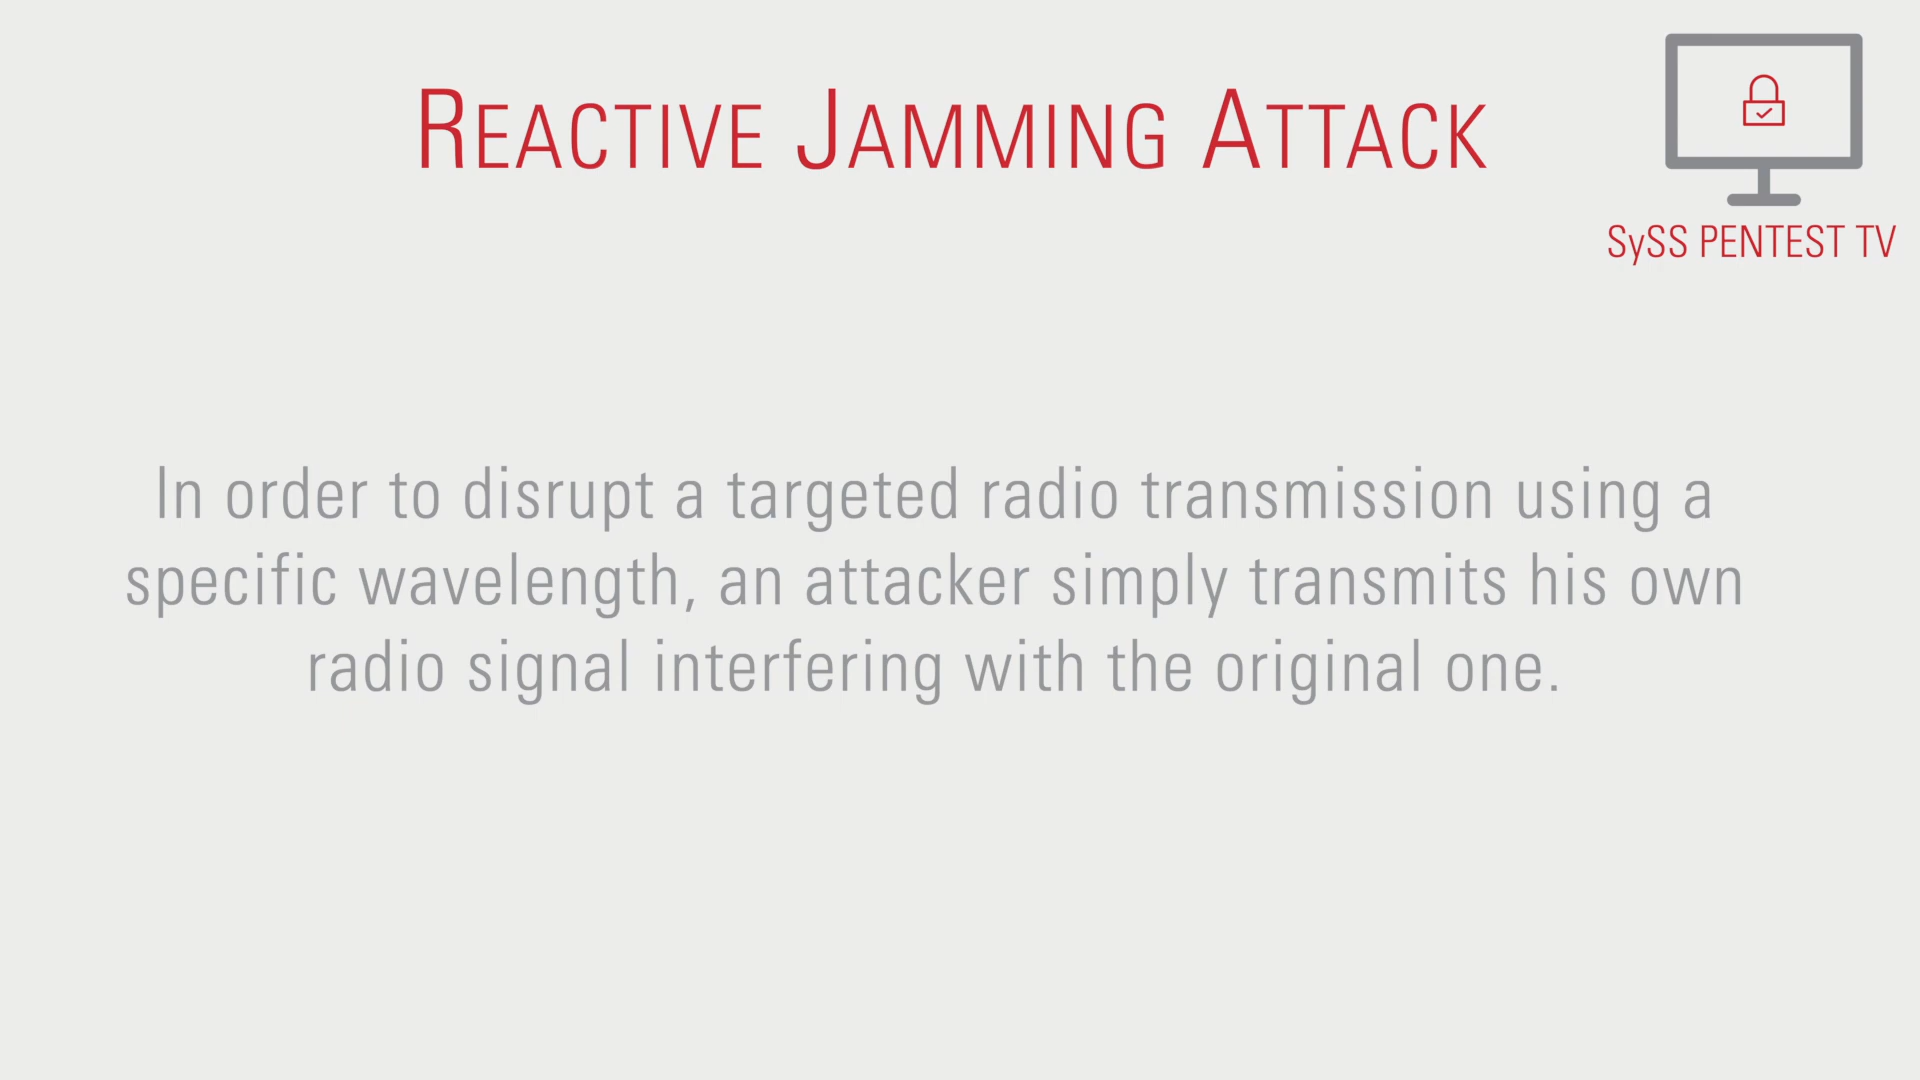 REACTIVE JAMMING ATTACK
SySS PENTEST TV
In order to disrupt a targeted radio transmission using a
specific wavelength, an attacker simply transmits his own
radio signal interfering with the original one.